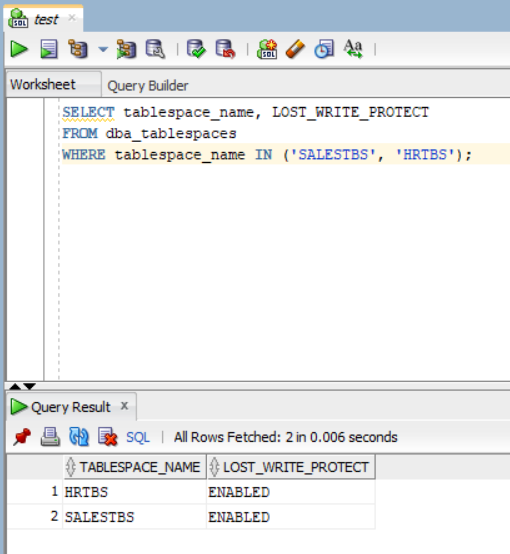 test
Worksheet Query Builder
SELECT tablespace_name, LOST_WRITE_PROTECT
FROM dba_tablespaces
WHERE tablespace_name IN ('SALESTBS', 'HRTBS');
Query Result x
SQL | All Rows Fetched: 2 in 0.006 seconds
TABLESPACE_NAME LOST_WRITE_PROTECT
1 HRTBS ENABLED
2 SALESTBS ENABLED